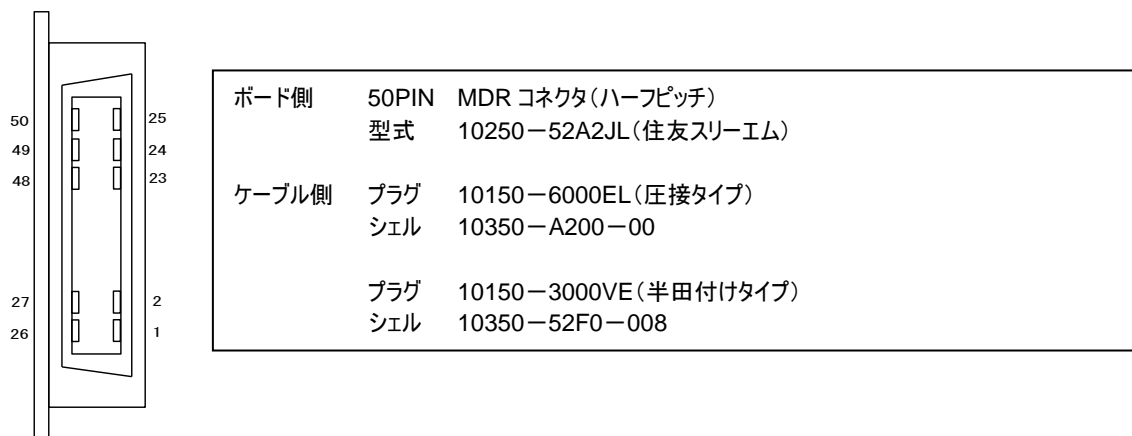 50
49
48
27
26
25
24
23
2
1
ボード側 50PIN MDR コネクタ(ハーフピッチ)
型式 10250-52A2JL(住友スリーエム)
ケーブル側 プラグ 10150-6000EL(圧接タイプ)
シェル 10350-A200-00
プラグ 10150-3000VE(半田付けタイプ)
シェル 10350-52F0-008